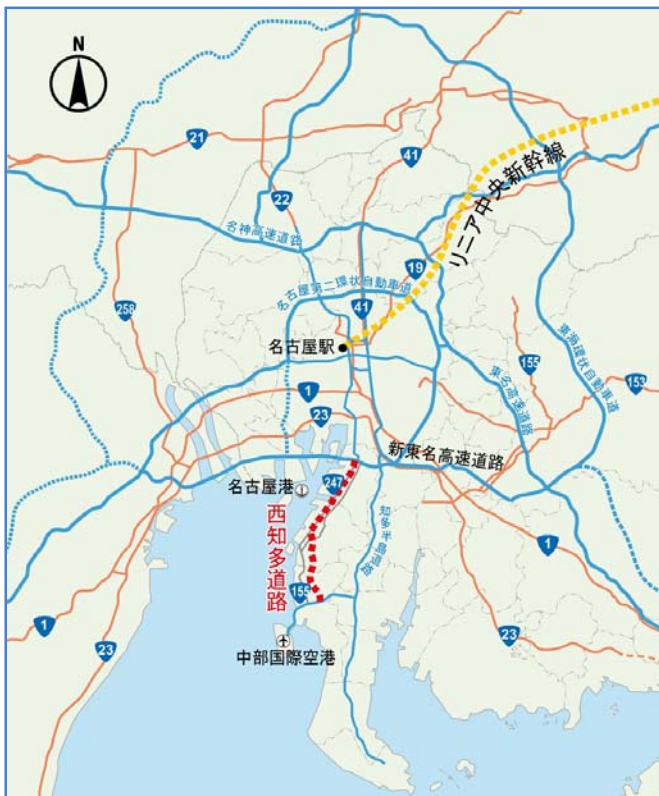 N
21
41
22
名神高速道路
リニア中央新幹線
19
名古屋第二環状自動車道
258
41
名古屋駅
155
東海環状自動車道
153
東名高速道路
1
23
新東名高速道路
名古屋港
247
西知多道路
知多半島道路
1
155
1
23
23
中部国際空港